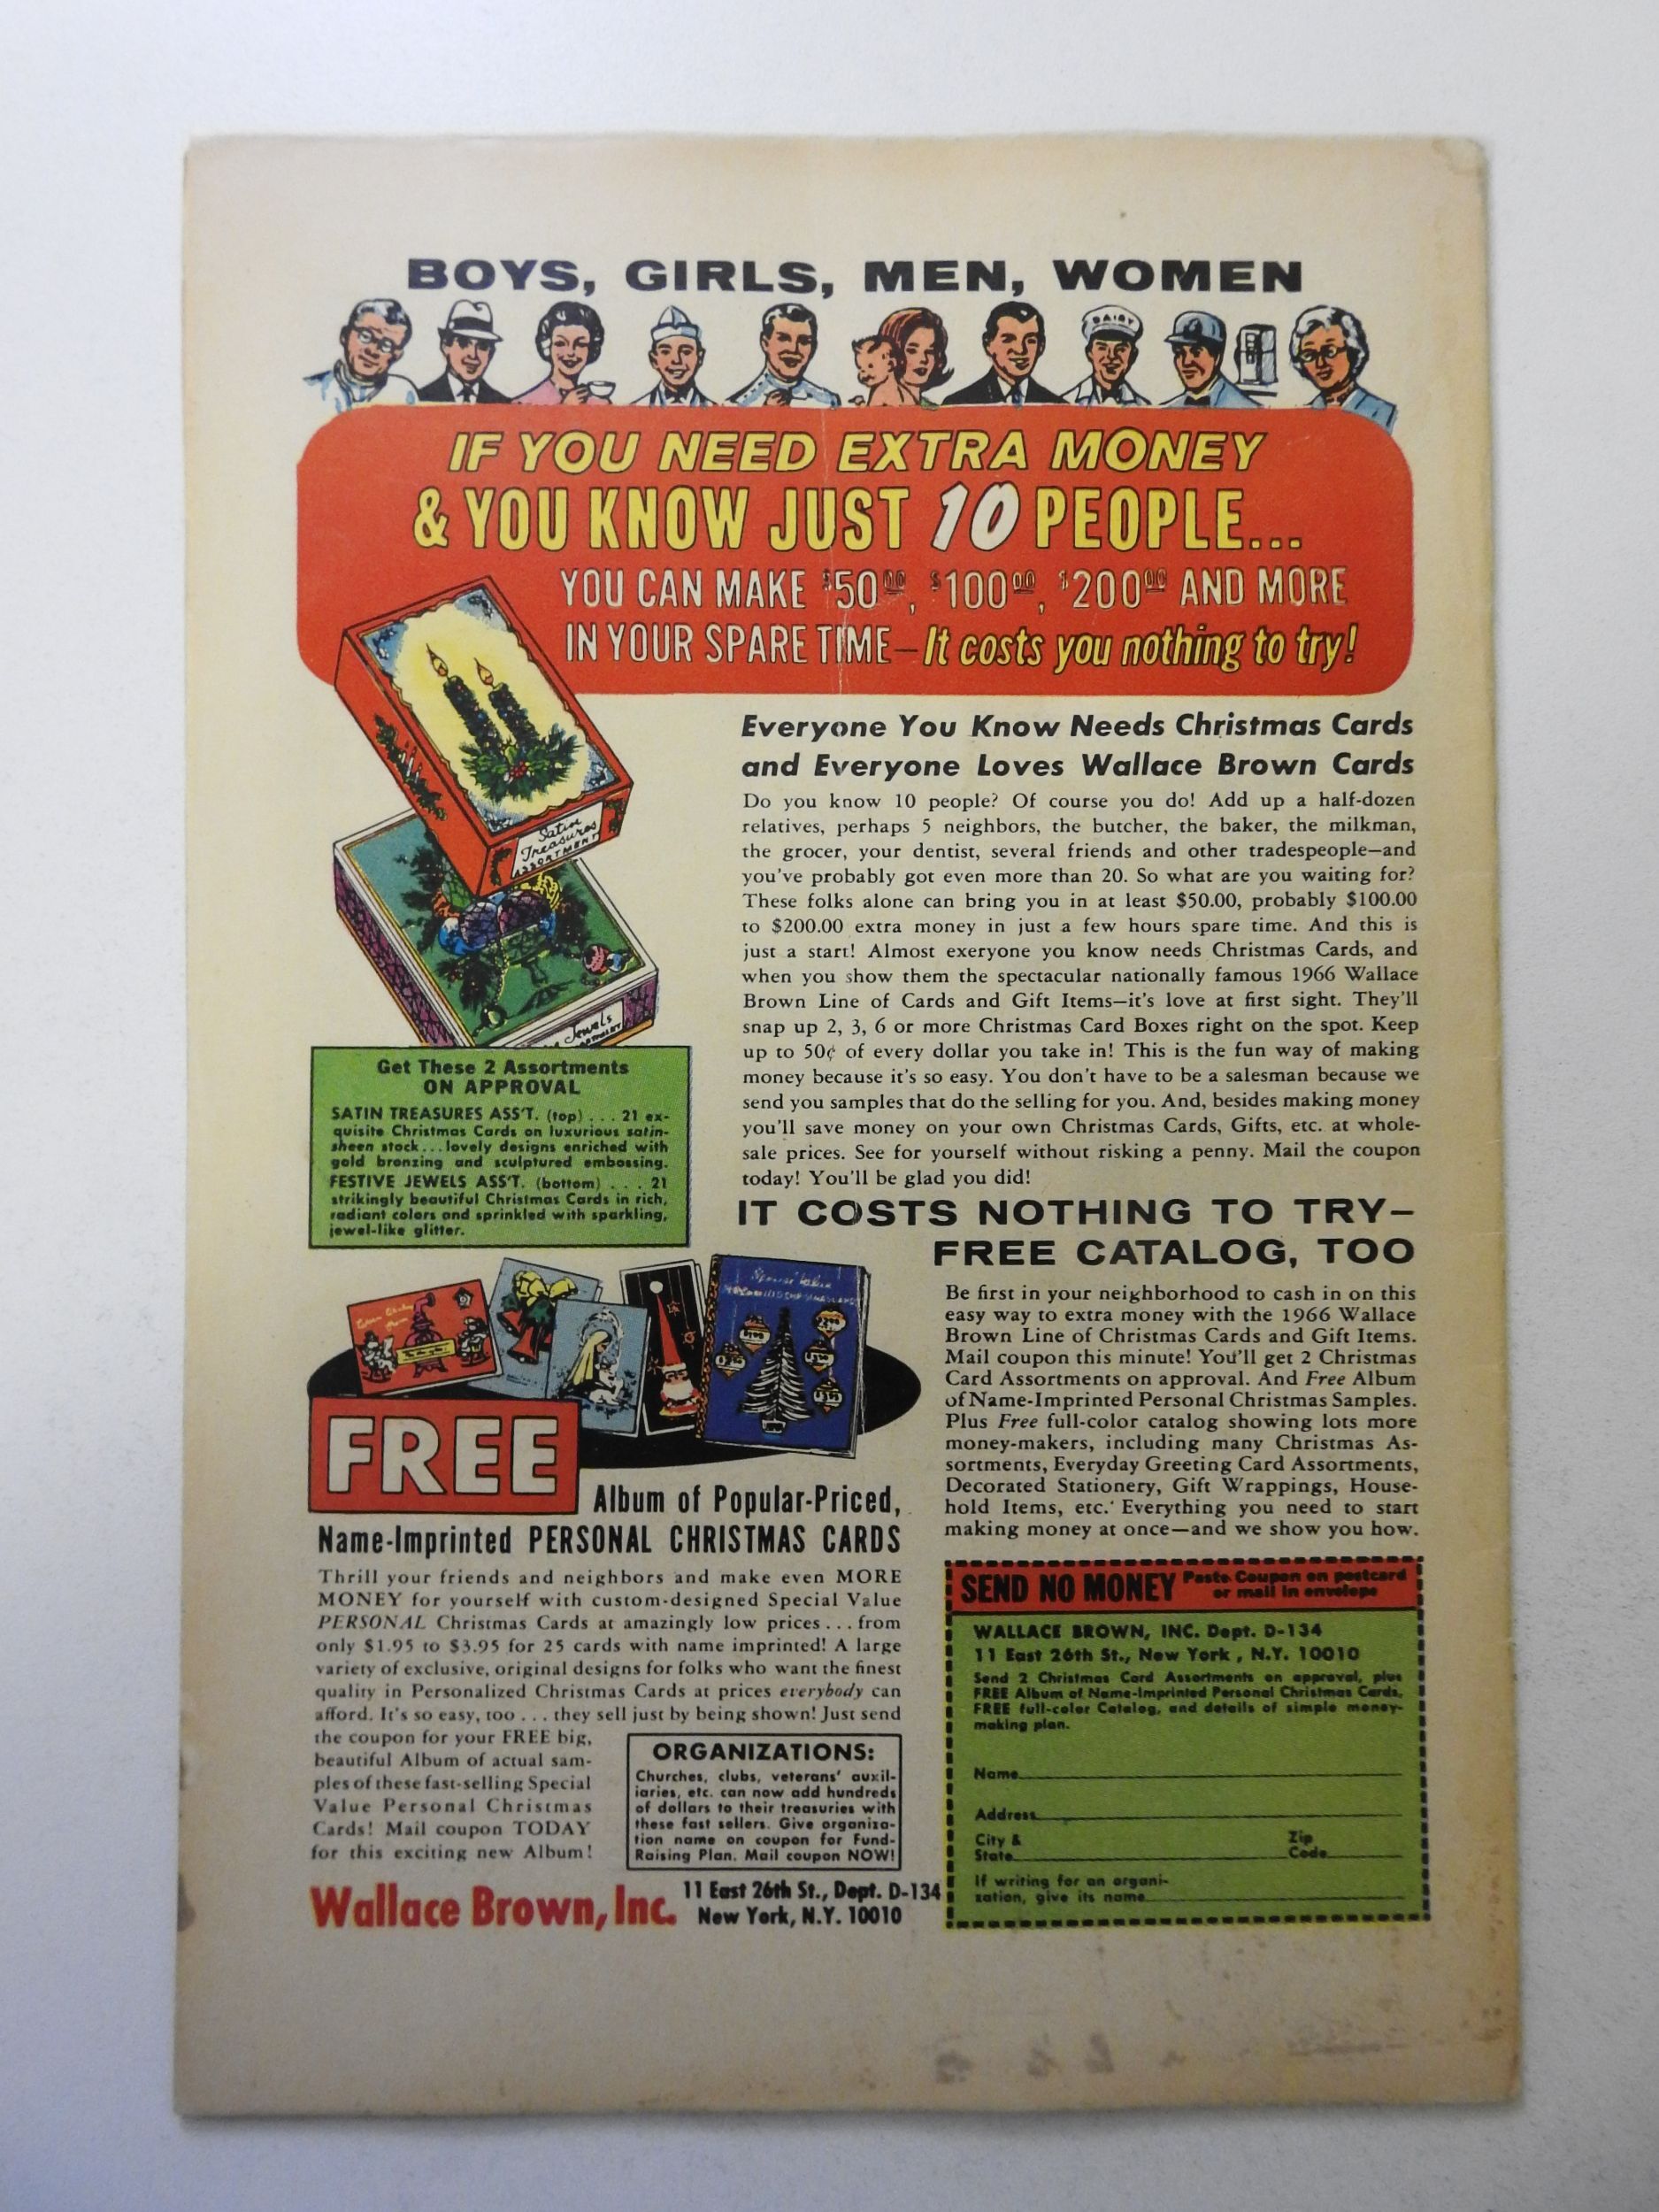 BOYS, GIRLS, MEN, WOMEN
DAIRY
IF YOU NEED EXTRA MONEY
& YOU KNOW JUST 10 PEOPLE...
YOU CAN MAKE $50.00, $100.00, $200.00 AND MORE
IN YOUR SPARE TIME—It costs you nothing to try!
Satin
Treasures
ASSORTMENT
Jewels
Get These 2 Assortments
ON APPROVAL
SATIN TREASURES ASS'T. (top) . . . 21 ex-
quisite Christmas Cards on luxurious satin-
sheen stock...lovely designs enriched with
gold bronzing and sculptured embossing.
FESTIVE JEWELS ASS'T. (bottom) . . . 21
strikingly beautiful Christmas Cards in rich,
radiant colors and sprinkled with sparkling,
jewel-like glitter.
Everyone You Know Needs Christmas Cards
and Everyone Loves Wallace Brown Cards
Do you know 10 people? Of course you do! Add up a half-dozen
relatives, perhaps 5 neighbors, the butcher, the baker, the milkman,
the grocer, your dentist, several friends and other tradespeople—and
you've probably got even more than 20. So what are you waiting for?
These folks alone can bring you in at least $50.00, probably $100.00
to $200.00 extra money in just a few hours spare time. And this is
just a start! Almost exeryone you know needs Christmas Cards, and
when you show them the spectacular nationally famous 1966 Wallace
Brown Line of Cards and Gift Items—it's love at first sight. They'll
snap up 2, 3, 6 or more Christmas Card Boxes right on the spot. Keep
up to 50¢ of every dollar you take in! This is the fun way of making
money because it's so easy. You don't have to be a salesman because we
send you samples that do the selling for you. And, besides making money
you'll save money on your own Christmas Cards, Gifts, etc. at whole-
sale prices. See for yourself without risking a penny. Mail the coupon
today! You'll be glad you did!
IT COSTS NOTHING TO TRY—
FREE CATALOG, TOO
Be first in your neighborhood to cash in on this
easy way to extra money with the 1966 Wallace
Brown Line of Christmas Cards and Gift Items.
Mail coupon this minute! You'll get 2 Christmas
Card Assortments on approval. And Free Album
of Name-Imprinted Personal Christmas Samples.
Plus Free full-color catalog showing lots more
money-makers, including many Christmas As-
sortments, Everyday Greeting Card Assortments,
Decorated Stationery, Gift Wrappings, House-
hold Items, etc. Everything you need to start
making money at once—and we show you how.
Special Value
FREE
Album of Popular-Priced,
Name-Imprinted PERSONAL CHRISTMAS CARDS
Thrill your friends and neighbors and make even MORE
MONEY for yourself with custom-designed Special Value
PERSONAL Christmas Cards at amazingly low prices . . . from
only $1.95 to $3.95 for 25 cards with name imprinted! A large
variety of exclusive, original designs for folks who want the finest
quality in Personalized Christmas Cards at prices everybody can
afford. It's so easy, too . . . they sell just by being shown! Just send
the coupon for your FREE big,
beautiful Album of actual sam-
ples of these fast-selling Special
Value Personal Christmas
Cards! Mail coupon TODAY
for this exciting new Album!
ORGANIZATIONS:
Churches, clubs, veterans' auxil-
iaries, etc. can now add hundreds
of dollars to their treasuries with
these fast sellers. Give organiza-
tion name on coupon for Fund-
Raising Plan. Mail coupon NOW!
Wallace Brown, Inc.
11 East 26th St., Dept. D-134
New York, N.Y. 10010
SEND NO MONEY
Paste Coupon on postcard
or mail in envelope
WALLACE BROWN, INC. Dept. D-134
11 East 26th St., New York , N.Y. 10010
Send 2 Christmas Card Assortments on approval, plus
FREE Album of Name-Imprinted Personal Christmas Cards,
FREE full-color Catalog, and details of simple money-
making plan.
Name
Address
City &
State
Zip
Code
If writing for an organi-
zation, give its name